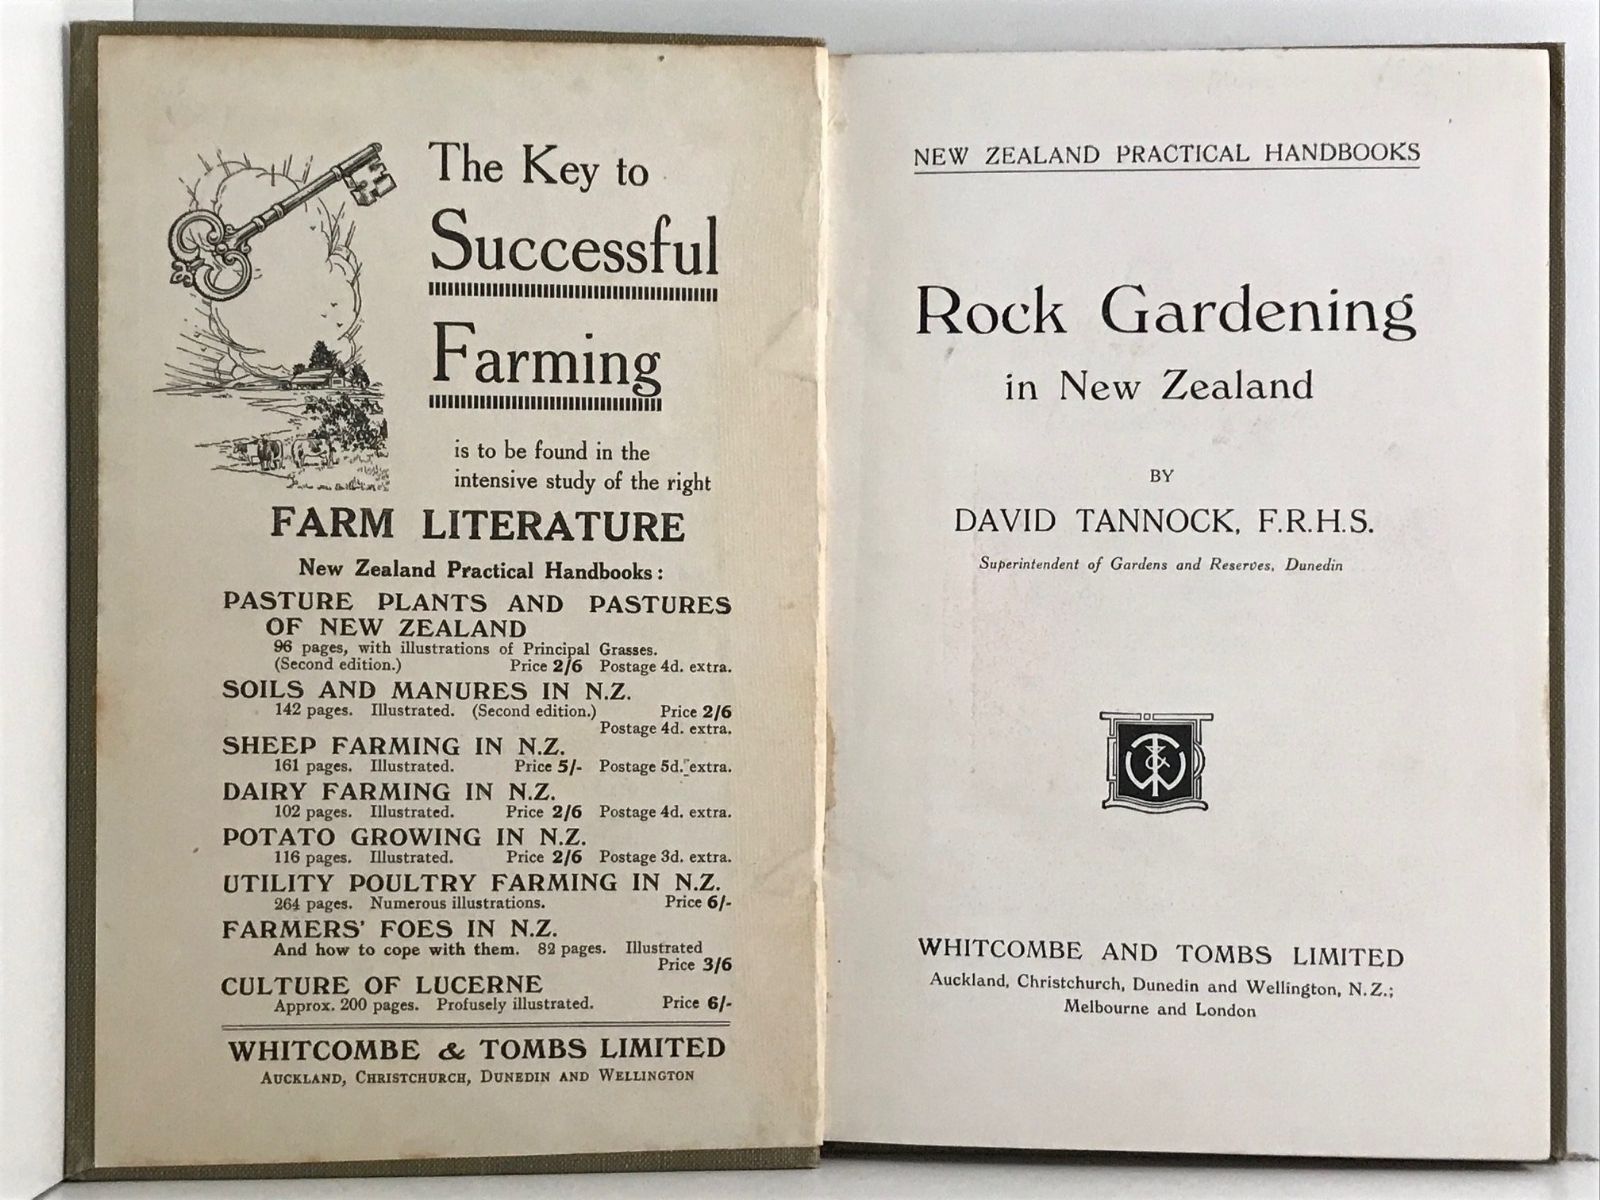 The Key to
Successful
Farming
is to be found in the
intensive study of the right
FARM LITERATURE
New Zealand Practical Handbooks:
PASTURE PLANTS AND PASTURES
OF NEW ZEALAND
96 pages, with illustrations of Principal Grasses.
(Second edition.) Price 2/6 Postage 4d. extra.
SOILS AND MANURES IN N.Z.
142 pages. Illustrated. (Second edition.) Price 2/6
Postage 4d. extra.
SHEEP FARMING IN N.Z.
161 pages. Illustrated. Price 5/- Postage 5d. extra.
DAIRY FARMING IN N.Z.
102 pages. Illustrated. Price 2/6 Postage 4d. extra.
POTATO GROWING IN N.Z.
116 pages. Illustrated. Price 2/6 Postage 3d. extra.
UTILITY POULTRY FARMING IN N.Z.
264 pages. Numerous illustrations. Price 6/-
FARMERS' FOES IN N.Z.
And how to cope with them. 82 pages. Illustrated
Price 3/6
CULTURE OF LUCERNE
Approx. 200 pages. Profusely illustrated. Price 6/-
WHITCOMBE & TOMBS LIMITED
AUCKLAND, CHRISTCHURCH, DUNEDIN AND WELLINGTON
NEW ZEALAND PRACTICAL HANDBOOKS
Rock Gardening
in New Zealand
BY
DAVID TANNOCK, F.R.H.S.
Superintendent of Gardens and Reserves, Dunedin
WHITCOMBE AND TOMBS LIMITED
Auckland, Christchurch, Dunedin and Wellington, N.Z.;
Melbourne and London